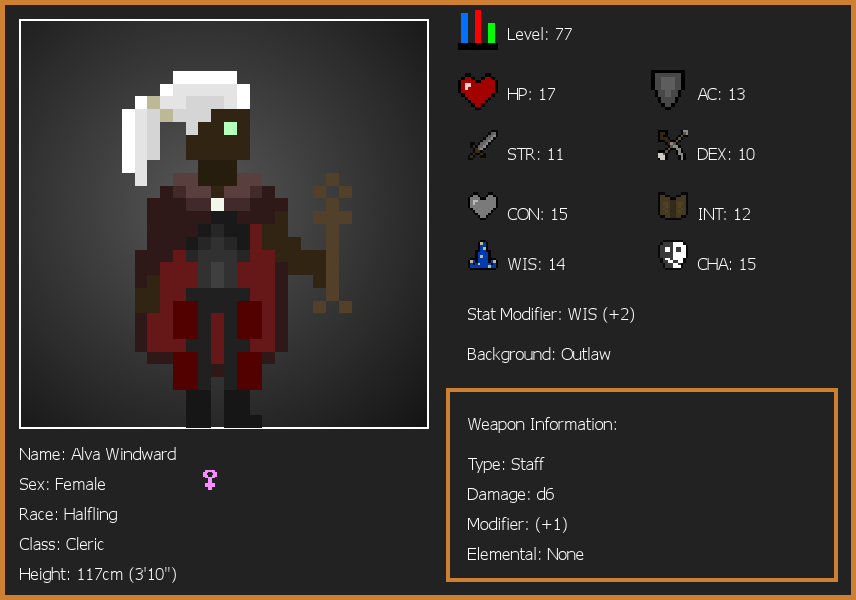 Level: 77
HP: 17
AC: 13
STR: 11
DEX: 10
CON: 15
INT: 12
WIS: 14
CHA: 15
Stat Modifier: WIS (+2)
Background: Outlaw
Weapon Information:
Type: Staff
Damage: d6
Modifier: (+1)
Elemental: None
Name: Alva Windward
Sex: Female
Race: Halfling
Class: Cleric
Height: 117cm (3'10")